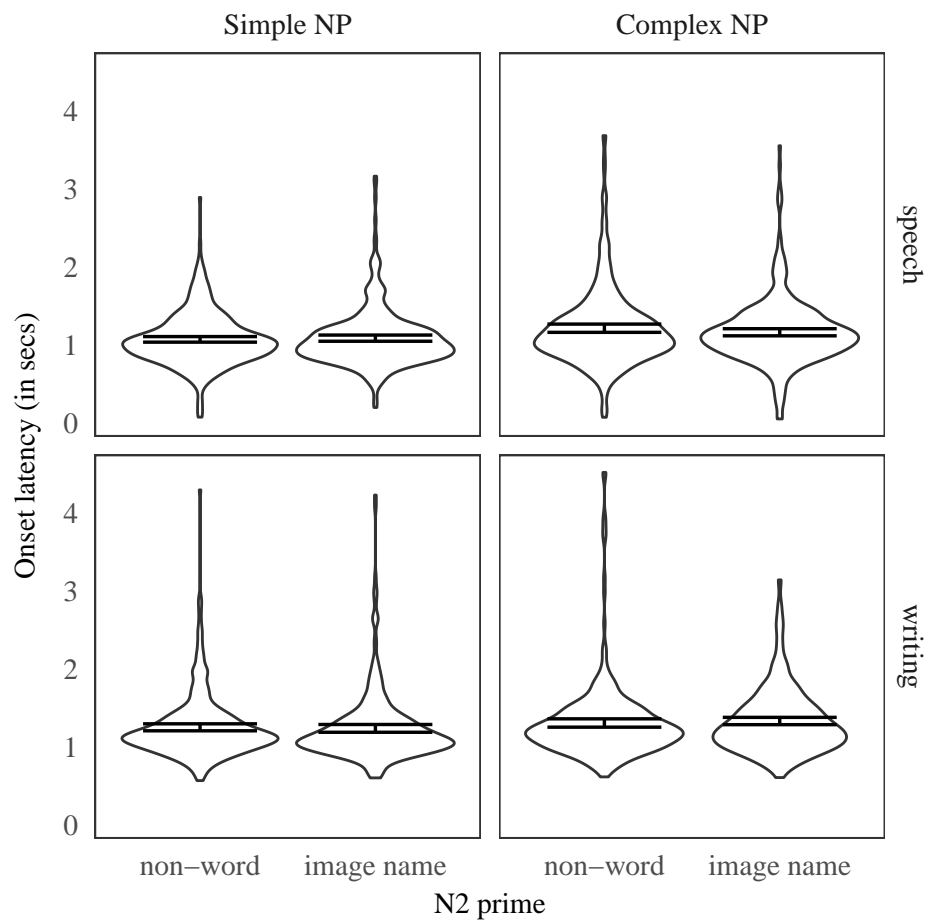 Simple NP
Complex NP
4
3
2
1
0
speech
Onset latency (in secs)
4
3
2
1
0
writing
non−word
image name
non−word
image name
N2 prime